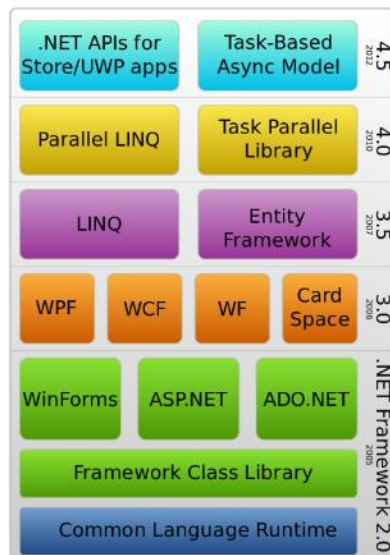 .NET APIs for
Store/UWP apps
Task-Based
Async Model
4.5
2012
Parallel LINQ
Task Parallel
Library
4.0
2010
LINQ
Entity
Framework
3.5
2007
WPF
WCF
WF
Card
Space
3.0
2006
WinForms
ASP.NET
ADO.NET
Framework Class Library
Common Language Runtime
.NET Framework 2.0
2005